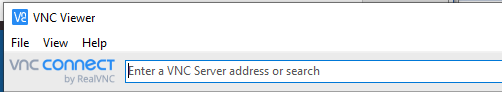 VNC Viewer
File View Help
vnc connect
by RealVNC
Enter a VNC Server address or search